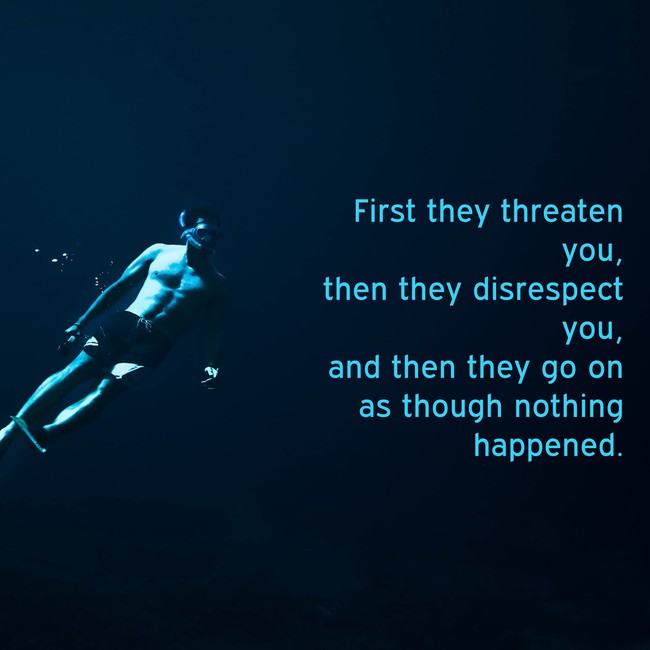 First they threaten
you,
then they disrespect
you,
and then they go on
as though nothing
happened.